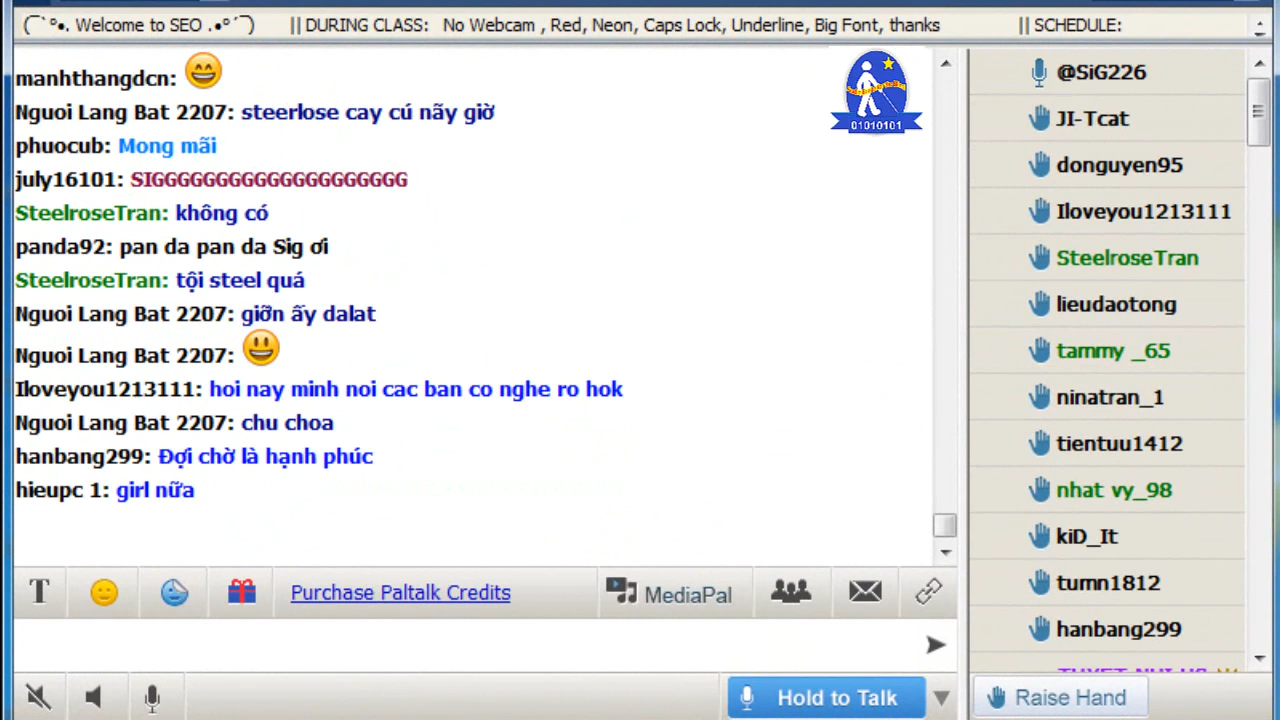 (¯`°•. Welcome to SEO .•°´¯) || DURING CLASS: No Webcam , Red, Neon, Caps Lock, Underline, Big Font, thanks || SCHEDULE:
manhthangdcn:
Nguoi Lang Bat 2207: steerlose cay cú nãy giờ
phuocub: Mong mãi
july16101: SIGGGGGGGGGGGGGGGGGGGG
SteelroseTran: không có
panda92: pan da pan da Sig ơi
SteelroseTran: tội steel quá
Nguoi Lang Bat 2207: giỡn ấy dalat
Nguoi Lang Bat 2207:
Iloveyou1213111: hoi nay minh noi cac ban co nghe ro hok
Nguoi Lang Bat 2207: chu choa
hanbang299: Đợi chờ là hạnh phúc
hieupc 1: girl nữa
01010101
@SiG226
JI-Tcat
donguyen95
Iloveyou1213111
SteelroseTran
lieudaotong
tammy _65
ninatran_1
tientuu1412
nhat vy_98
kiD_It
tumn1812
hanbang299
T
Purchase Paltalk Credits
MediaPal
Hold to Talk
Raise Hand